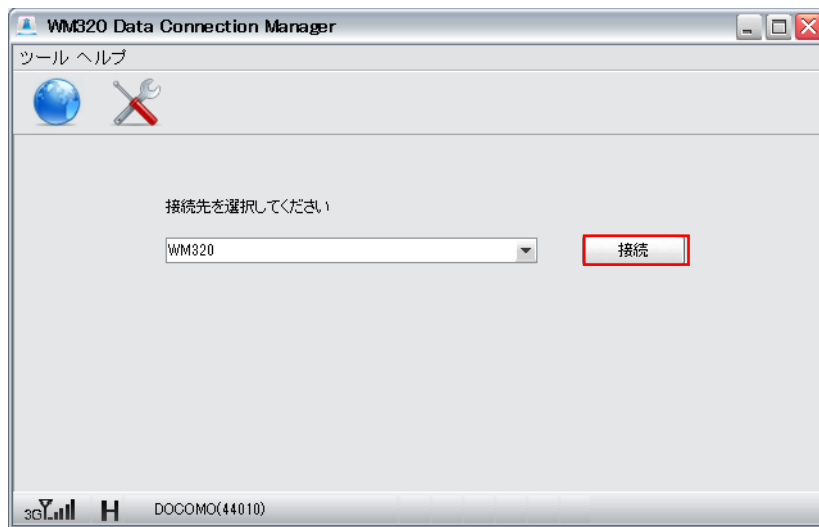 WM320 Data Connection Manager
ツール ヘルプ
接続先を選択してください
WM320
接続
3G H DOCOMO(44010)